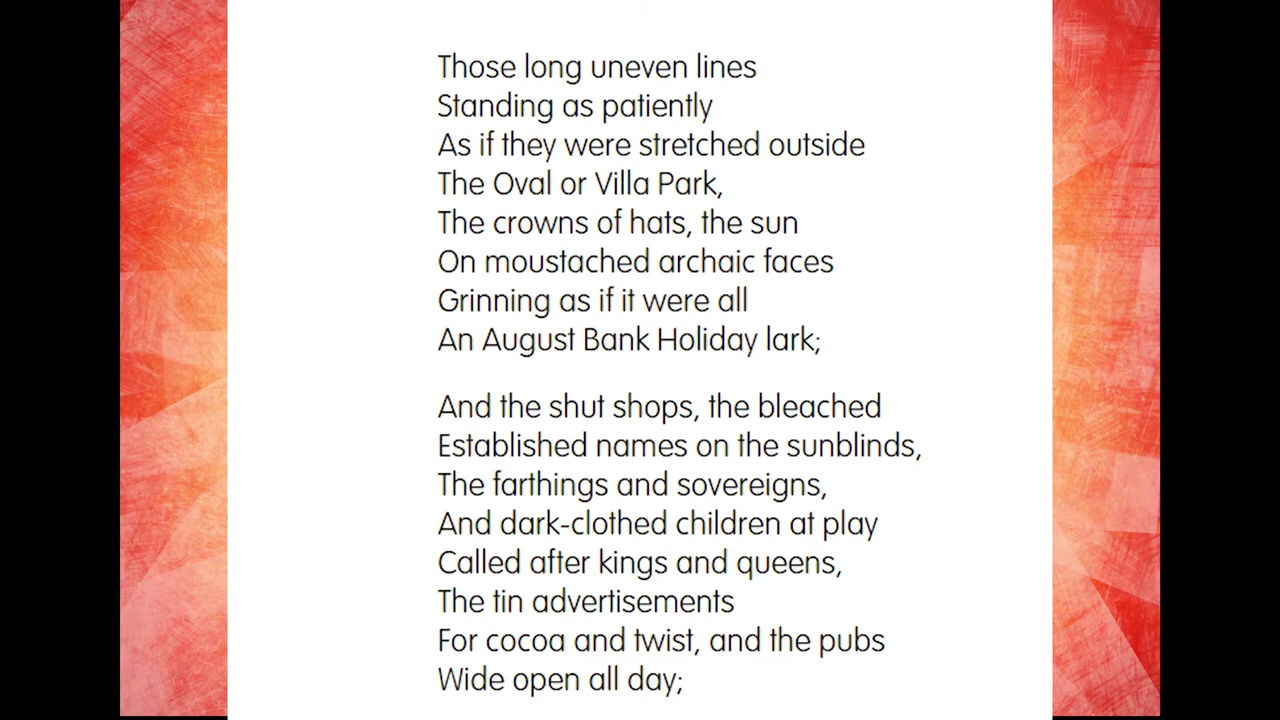 Those long uneven lines
Standing as patiently
As if they were stretched outside
The Oval or Villa Park,
The crowns of hats, the sun
On moustached archaic faces
Grinning as if it were all
An August Bank Holiday lark;
And the shut shops, the bleached
Established names on the sunblinds,
The farthings and sovereigns,
And dark-clothed children at play
Called after kings and queens,
The tin advertisements
For cocoa and twist, and the pubs
Wide open all day;